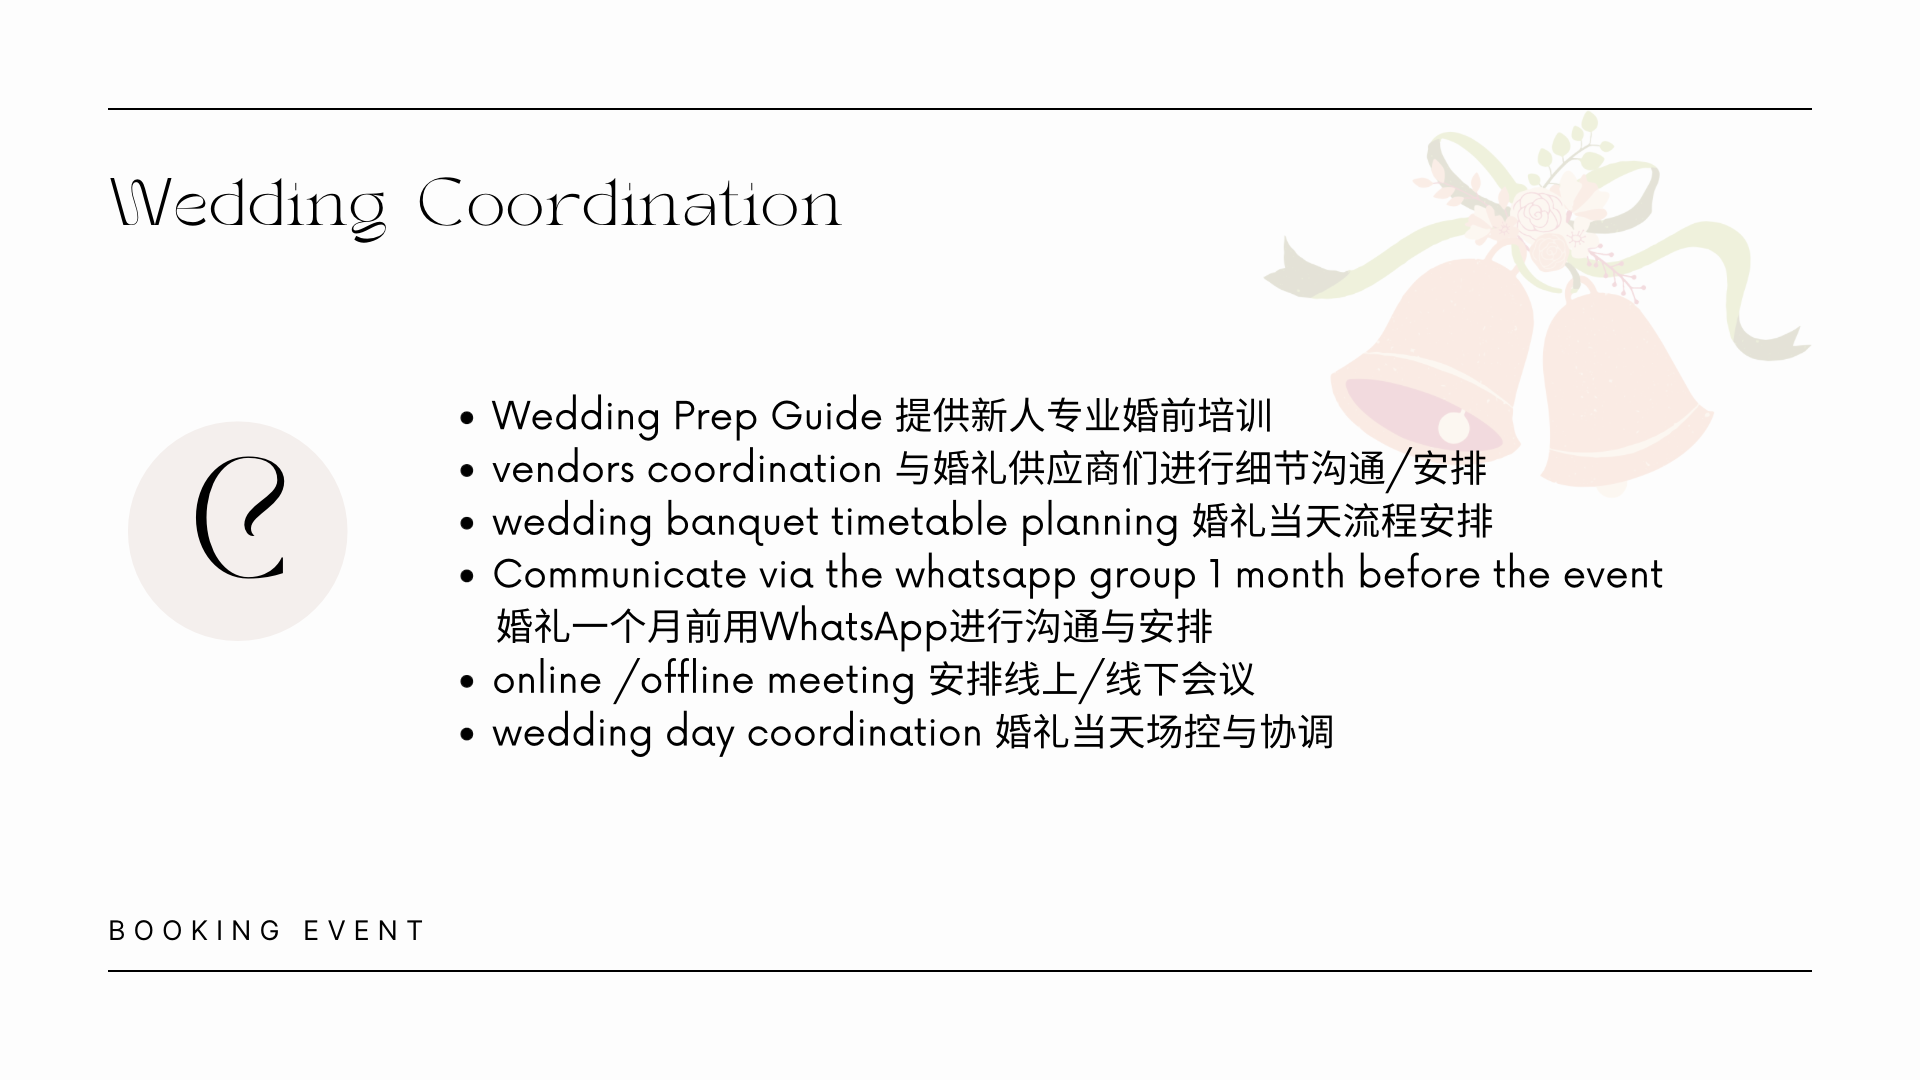 Wedding Coordination
C
• Wedding Prep Guide 提供新人专业婚前培训
• vendors coordination 与婚礼供应商们进行细节沟通/安排
• wedding banquet timetable planning 婚礼当天流程安排
• Communicate via the whatsapp group 1 month before the event
婚礼一个月前用WhatsApp进行沟通与安排
• online /offline meeting 安排线上/线下会议
• wedding day coordination 婚礼当天场控与协调
BOOKING EVENT